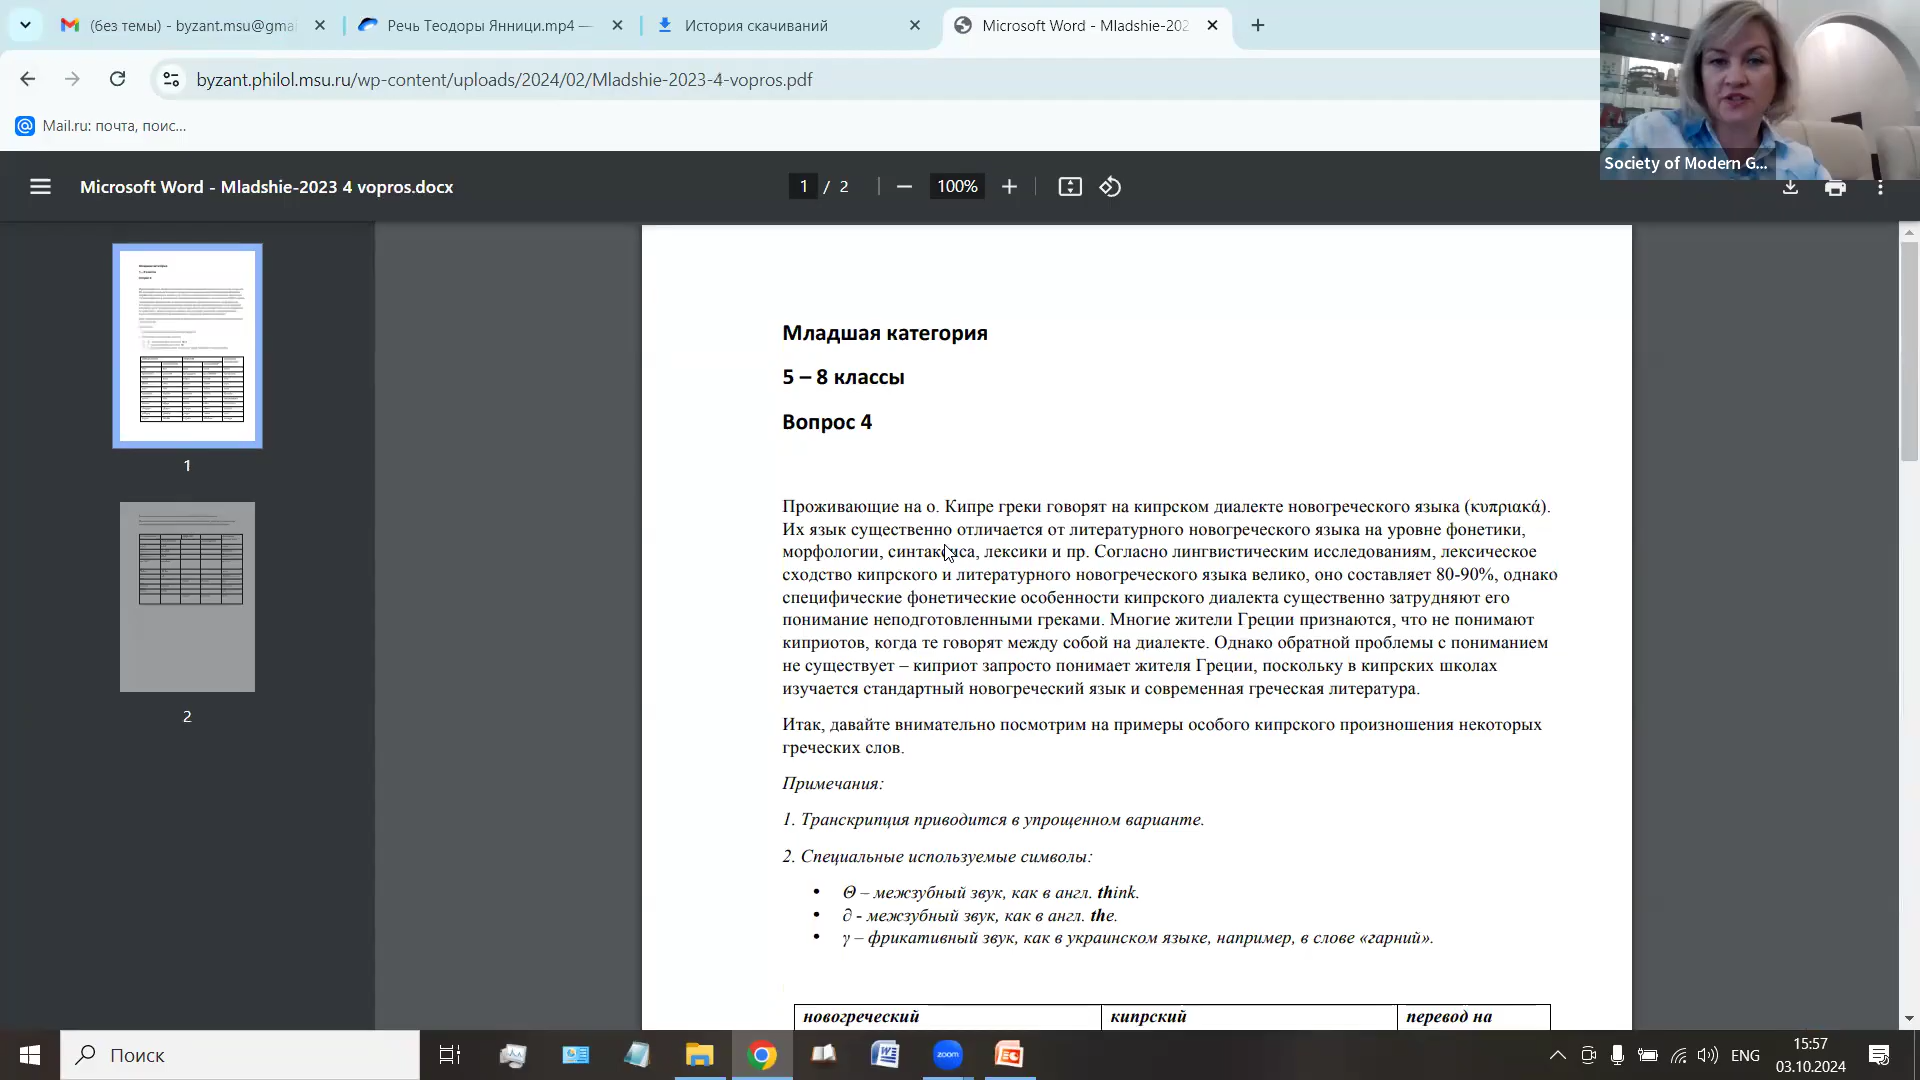 (без темы) - byzant.msu@gma
Речь Теодоры Янници.mp4 —
История скачиваний
Microsoft Word - Mladshie-202
byzant.philol.msu.ru/wp-content/uploads/2024/02/Mladshie-2023-4-vopros.pdf
Mail.ru: почта, поис...
Society of Modern G...
Microsoft Word - Mladshie-2023 4 vopros.docx
1 / 2
100%
Младшая категория
5 – 8 классы
Вопрос 4
Проживающие на о. Кипре греки говорят на кипрском диалекте новогреческого языка (κυπριακά).
Их язык существенно отличается от литературного новогреческого языка на уровне фонетики,
морфологии, синтаксиса, лексики и пр. Согласно лингвистическим исследованиям, лексическое
сходство кипрского и литературного новогреческого языка велико, оно составляет 80-90%, однако
специфические фонетические особенности кипрского диалекта существенно затрудняют его
понимание неподготовленными греками. Многие жители Греции признаются, что не понимают
киприотов, когда те говорят между собой на диалекте. Однако обратной проблемы с пониманием
не существует – киприот запросто понимает жителя Греции, поскольку в кипрских школах
изучается стандартный новогреческий язык и современная греческая литература.
Итак, давайте внимательно посмотрим на примеры особого кипрского произношения некоторых
греческих слов.
Примечания:
1. Транскрипция приводится в упрощенном варианте.
2. Специальные используемые символы:
• Θ – межзубный звук, как в англ. think.
• ∂ - межзубный звук, как в англ. the.
• γ – фрикативный звук, как в украинском языке, например, в слове «гарний».
новогреческий кипрский перевод на
1
2
Поиск
ENG
15:57
03.10.2024